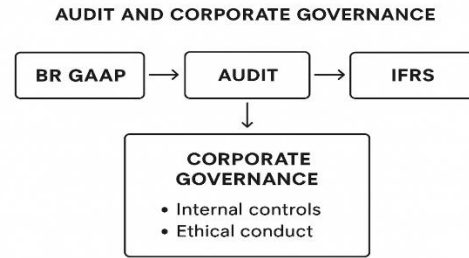 AUDIT AND CORPORATE GOVERNANCE
BR GAAP
AUDIT
IFRS
CORPORATE
GOVERNANCE
• Internal controls
• Ethical conduct